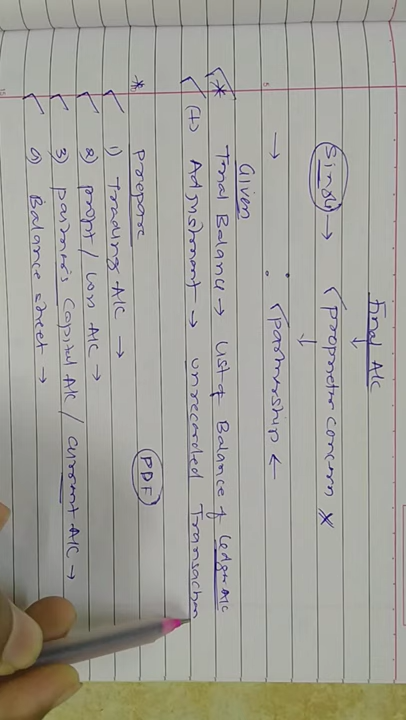 Final A/C
↓
Single → proprietor concern ✗
↓
→ partnership ←
Given
* Trial Balance → List of Balance of Ledger A/c
(+) Adjustment → unrecorded Transaction
* prepare
PDF
1) Trading A/C →
2) profit / loss A/C →
3) partner's Capital A/C / current A/C →
Balance sheet →